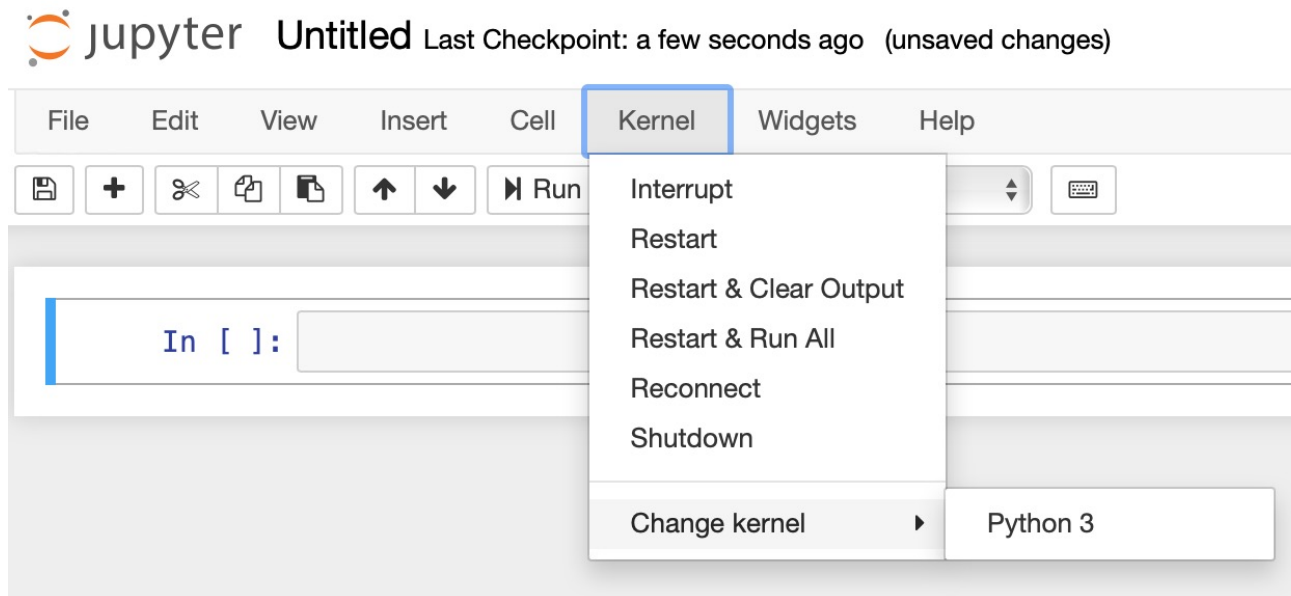 jupyter Untitled Last Checkpoint: a few seconds ago (unsaved changes)
File Edit View Insert Cell Kernel Widgets Help
Run
Interrupt
Restart
Restart & Clear Output
Restart & Run All
Reconnect
Shutdown
Change kernel
Python 3
In [ ]: